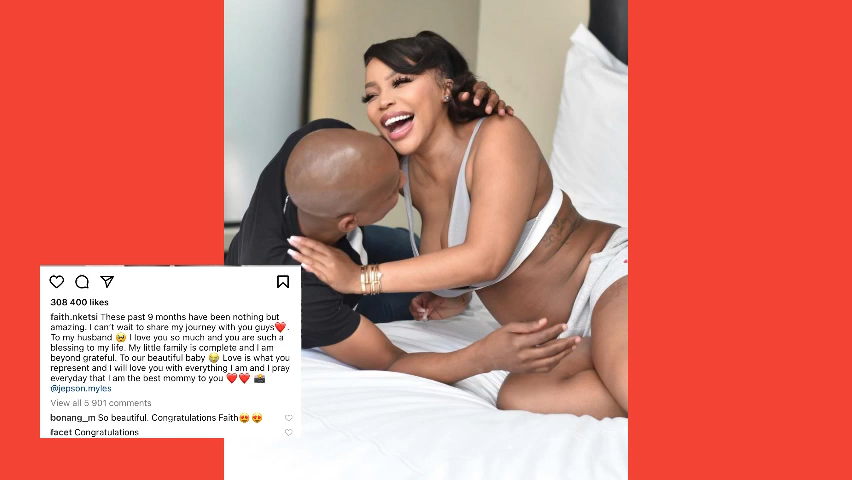 308 400 likes
faith.nketsi These past 9 months have been nothing but
amazing. I can't wait to share my journey with you guys❤️.
To my husband 🥹 I love you so much and you are such a
blessing to my life. My little family is complete and I am
beyond grateful. To our beautiful baby 😭 Love is what you
represent and I will love you with everything I am and I pray
everyday that I am the best mommy to you ❤️❤️ 📸
@jepson.myles
View all 5 901 comments
bonang_m So beautiful. Congratulations Faith😍😍
facet Congratulations